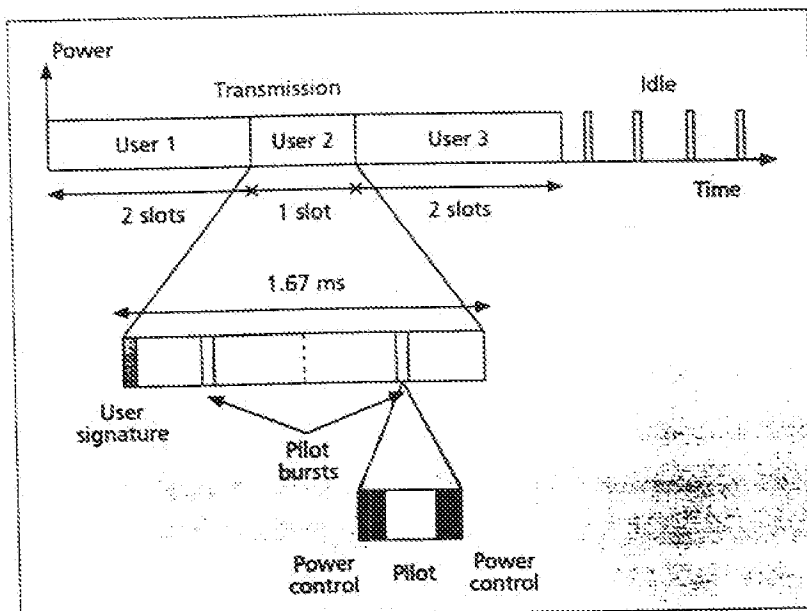 Power
Transmission
Idle
User 1
User 2
User 3
Time
2 slots
1 slot
2 slots
1.67 ms
User
signature
Pilot
bursts
Power
control
Pilot
Power
control